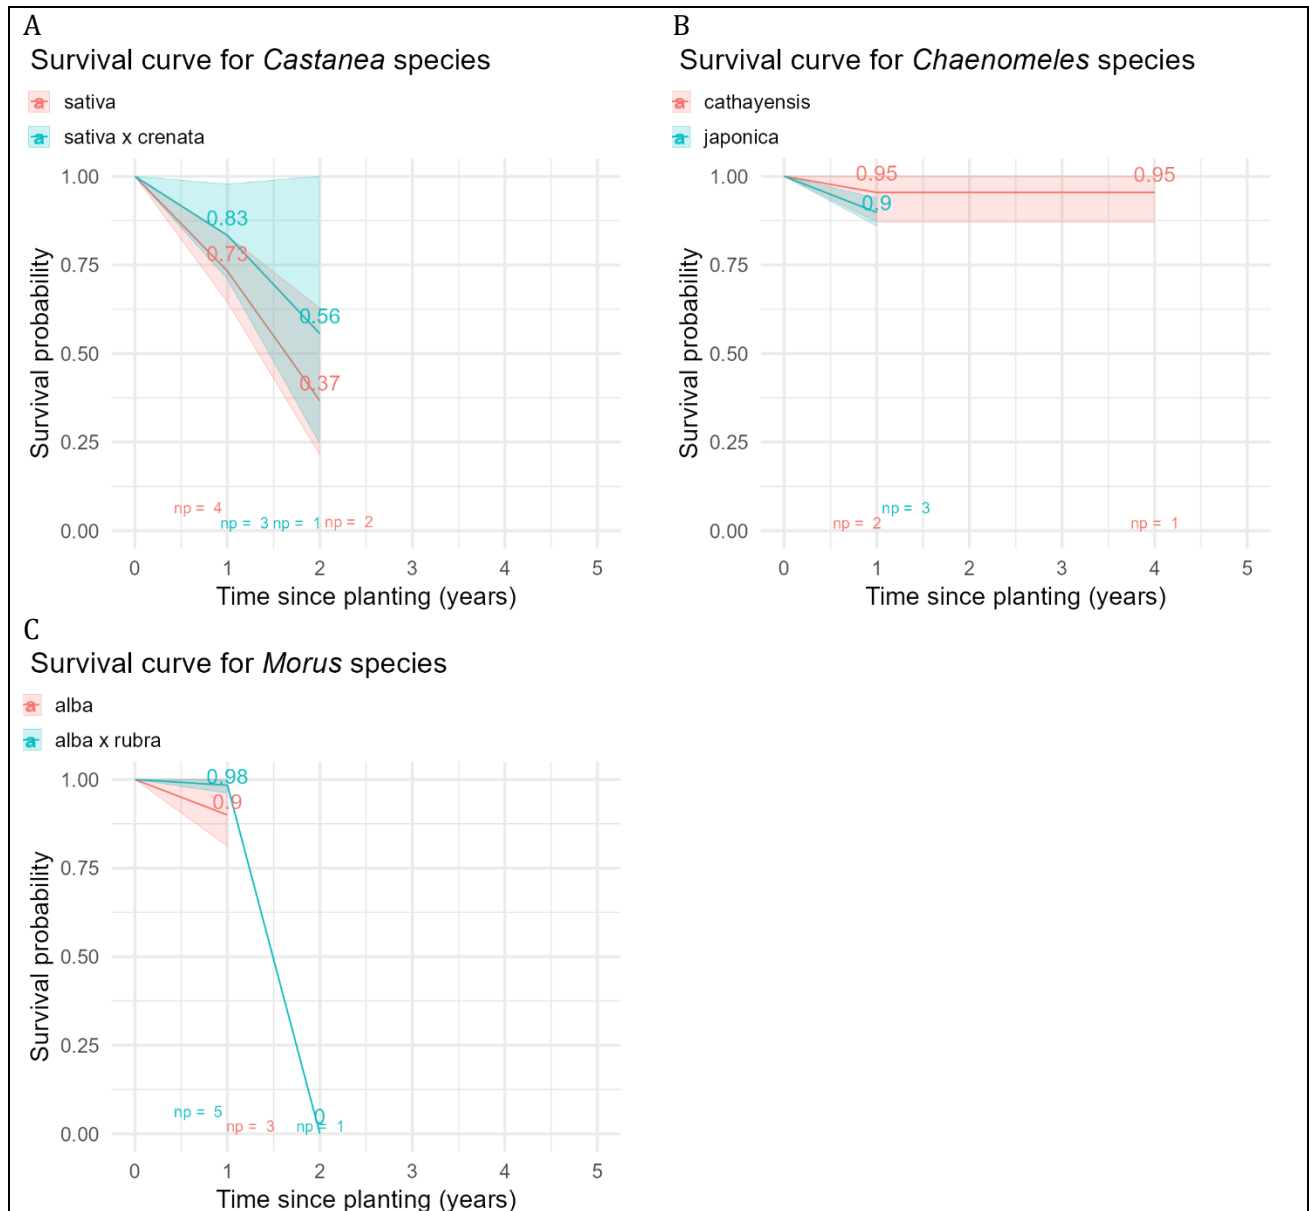 A
Survival curve for Castanea species
a sativa
a sativa x crenata
Survival probability
1.00
0.75
0.50
0.25
0.00
0.83
0.73
0.56
0.37
np = 4
np = 3 np = 1 np = 2
0 1 2 3 4 5
Time since planting (years)
B
Survival curve for Chaenomeles species
a cathayensis
a japonica
Survival probability
1.00
0.75
0.50
0.25
0.00
0.95 0.95
0.9
np = 3
np = 2 np = 1
0 1 2 3 4 5
Time since planting (years)
C
Survival curve for Morus species
a alba
a alba x rubra
Survival probability
1.00
0.75
0.50
0.25
0.00
0.98
0.9
0
np = 5
np = 3 np = 1
0 1 2 3 4 5
Time since planting (years)